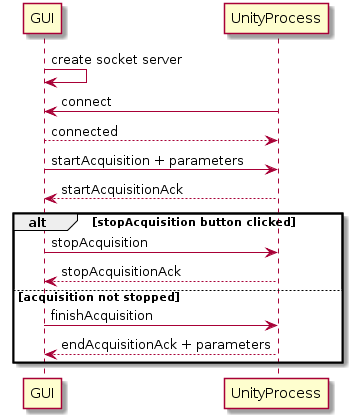 GUI UnityProcess
create socket server
connect
connected
startAcquisition + parameters
startAcquisitionAck
alt [stopAcquisition button clicked]
stopAcquisition
stopAcquisitionAck
[acquisition not stopped]
finishAcquisition
endAcquisitionAck + parameters
GUI UnityProcess